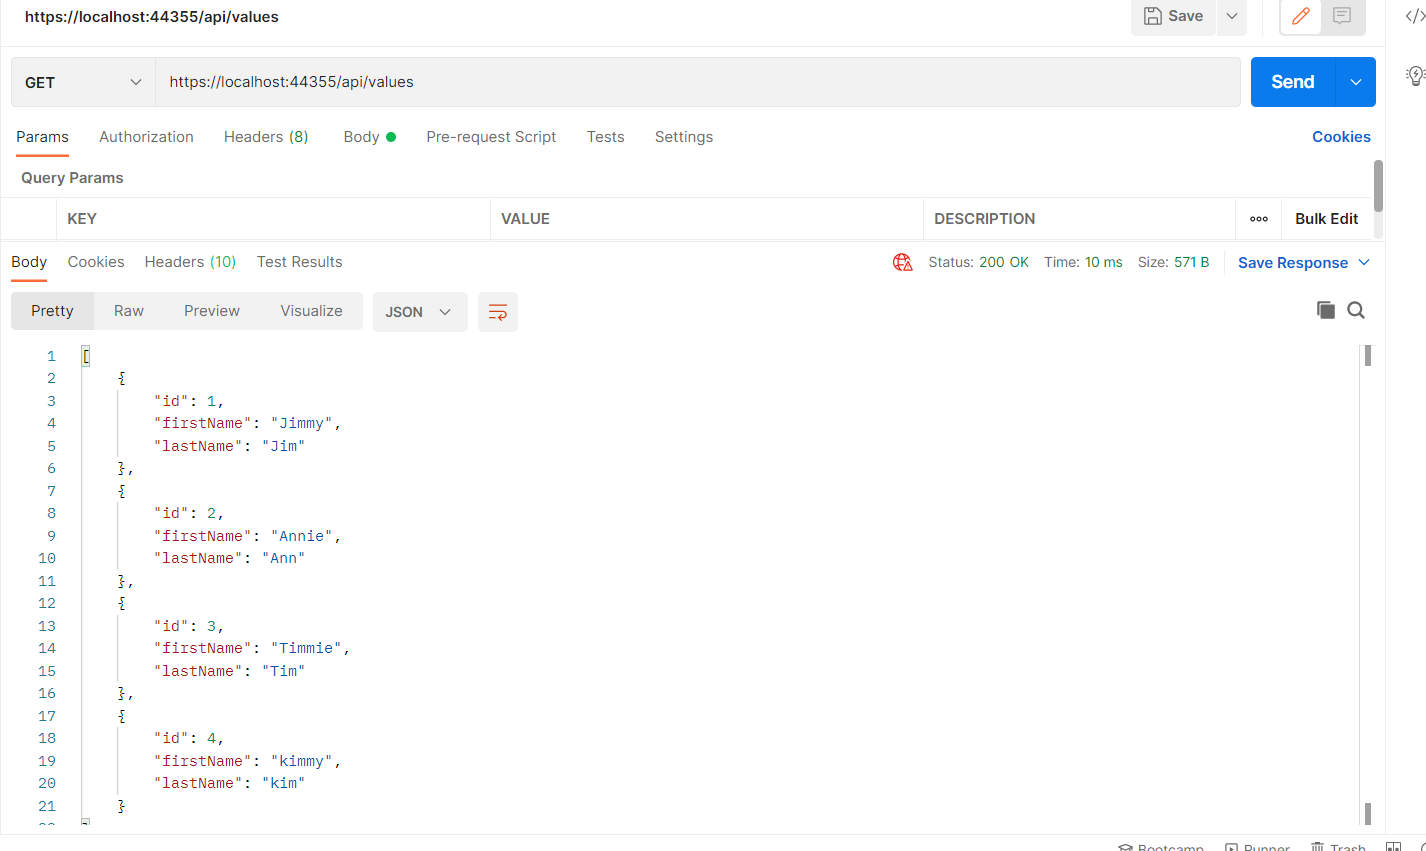 https://localhost:44355/api/values Save
GET https://localhost:44355/api/values Send
Params Authorization Headers (8) Body Pre-request Script Tests Settings Cookies
Query Params
KEY VALUE DESCRIPTION Bulk Edit
Body Cookies Headers (10) Test Results Status: 200 OK Time: 10 ms Size: 571 B Save Response
Pretty Raw Preview Visualize JSON
1 [
2 {
3 "id": 1,
4 "firstName": "Jimmy",
5 "lastName": "Jim"
6 },
7 {
8 "id": 2,
9 "firstName": "Annie",
10 "lastName": "Ann"
11 },
12 {
13 "id": 3,
14 "firstName": "Timmie",
15 "lastName": "Tim"
16 },
17 {
18 "id": 4,
19 "firstName": "kimmy",
20 "lastName": "kim"
21 }
Bootcamp Runner Trash